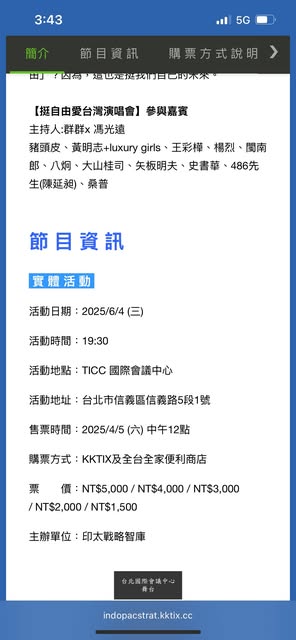 3:43
5G
簡介 節目資訊 購票方式說明
由」？因為，這也是挺我們自己的未來。
【挺自由愛台灣演唱會】參與嘉賓
主持人:群群x 馮光遠
豬頭皮、黃明志+luxury girls、王彩樺、楊烈、閩南
郎、八炯、大山桂司、矢板明夫、史書華、486先
生(陳延昶)、桑普
節目資訊
實體活動
活動日期：2025/6/4 (三)
活動時間：19:30
活動地點：TICC 國際會議中心
活動地址：台北市信義區信義路5段1號
售票時間：2025/4/5 (六) 中午12點
購票方式：KKTIX及全台全家便利商店
票　　價：NT$5,000 / NT$4,000 / NT$3,000
/ NT$2,000 / NT$1,500
主辦單位：印太戰略智庫
台北國際會議中心
舞台
indopacstrat.kktix.cc